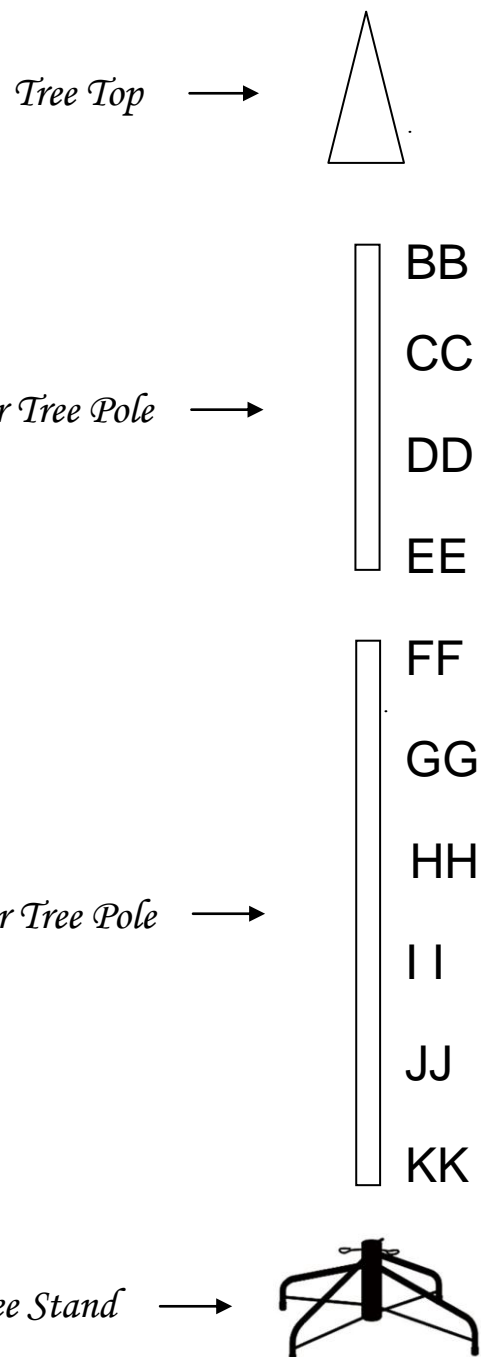 Tree Top
BB
CC
r Tree Pole
DD
EE
FF
GG
HH
r Tree Pole
I I
JJ
KK
ee Stand